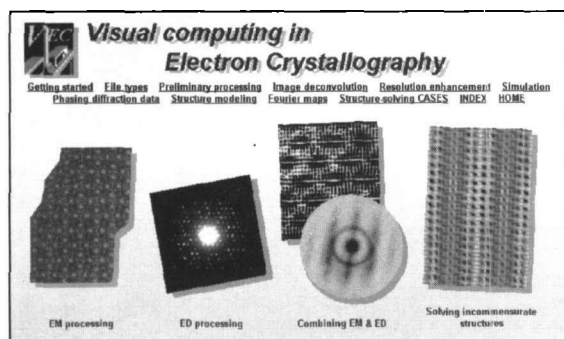 VEC
Visual computing in
Electron Crystallography
Getting started File types Preliminary processing Image deconvolution Resolution enhancement Simulation
Phasing diffraction data Structure modeling Fourier maps Structure-solving CASES INDEX HOME
EM processing ED processing Combining EM & ED Solving incommensurate
structures